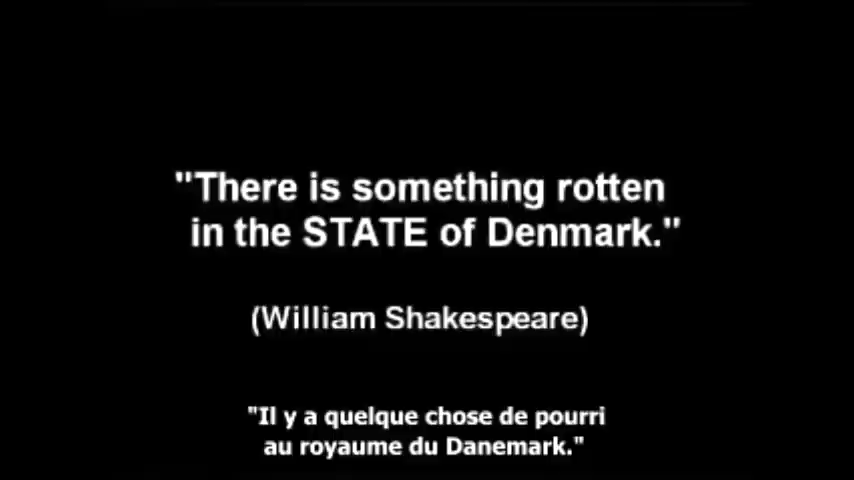 "There is something rotten
in the STATE of Denmark."
(William Shakespeare)
"Il y a quelque chose de pourri
au royaume du Danemark."